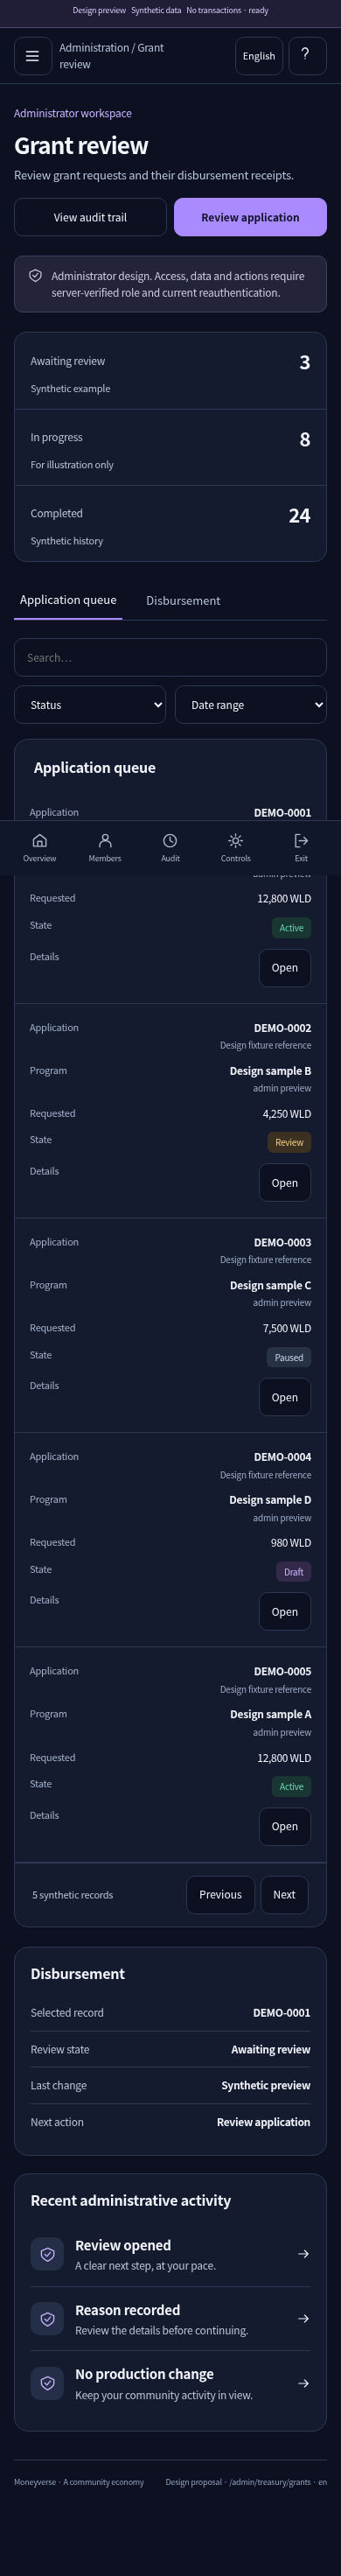 Design preview Synthetic data No transactions · ready
Administration / Grant
review
English
?
Administrator workspace
Grant review
Review grant requests and their disbursement receipts.
View audit trail
Review application
Administrator design. Access, data and actions require
server-verified role and current reauthentication.
Awaiting review
3
Synthetic example
In progress
8
For illustration only
Completed
24
Synthetic history
Application queue
Disbursement
Search...
Status
Date range
Application queue
Application
DEMO-0001
Overview
Members
Audit
Controls
Exit
Requested
12,800 WLD
State
Active
Details
Open
Application
DEMO-0002
Design fixture reference
Program
Design sample B
admin preview
Requested
4,250 WLD
State
Review
Details
Open
Application
DEMO-0003
Design fixture reference
Program
Design sample C
admin preview
Requested
7,500 WLD
State
Paused
Details
Open
Application
DEMO-0004
Design fixture reference
Program
Design sample D
admin preview
Requested
980 WLD
State
Draft
Details
Open
Application
DEMO-0005
Design fixture reference
Program
Design sample A
admin preview
Requested
12,800 WLD
State
Active
Details
Open
5 synthetic records
Previous
Next
Disbursement
Selected record
DEMO-0001
Review state
Awaiting review
Last change
Synthetic preview
Next action
Review application
Recent administrative activity
Review opened
A clear next step, at your pace.
Reason recorded
Review the details before continuing.
No production change
Keep your community activity in view.
Moneyverse · A community economy
Design proposal · /admin/treasury/grants · en